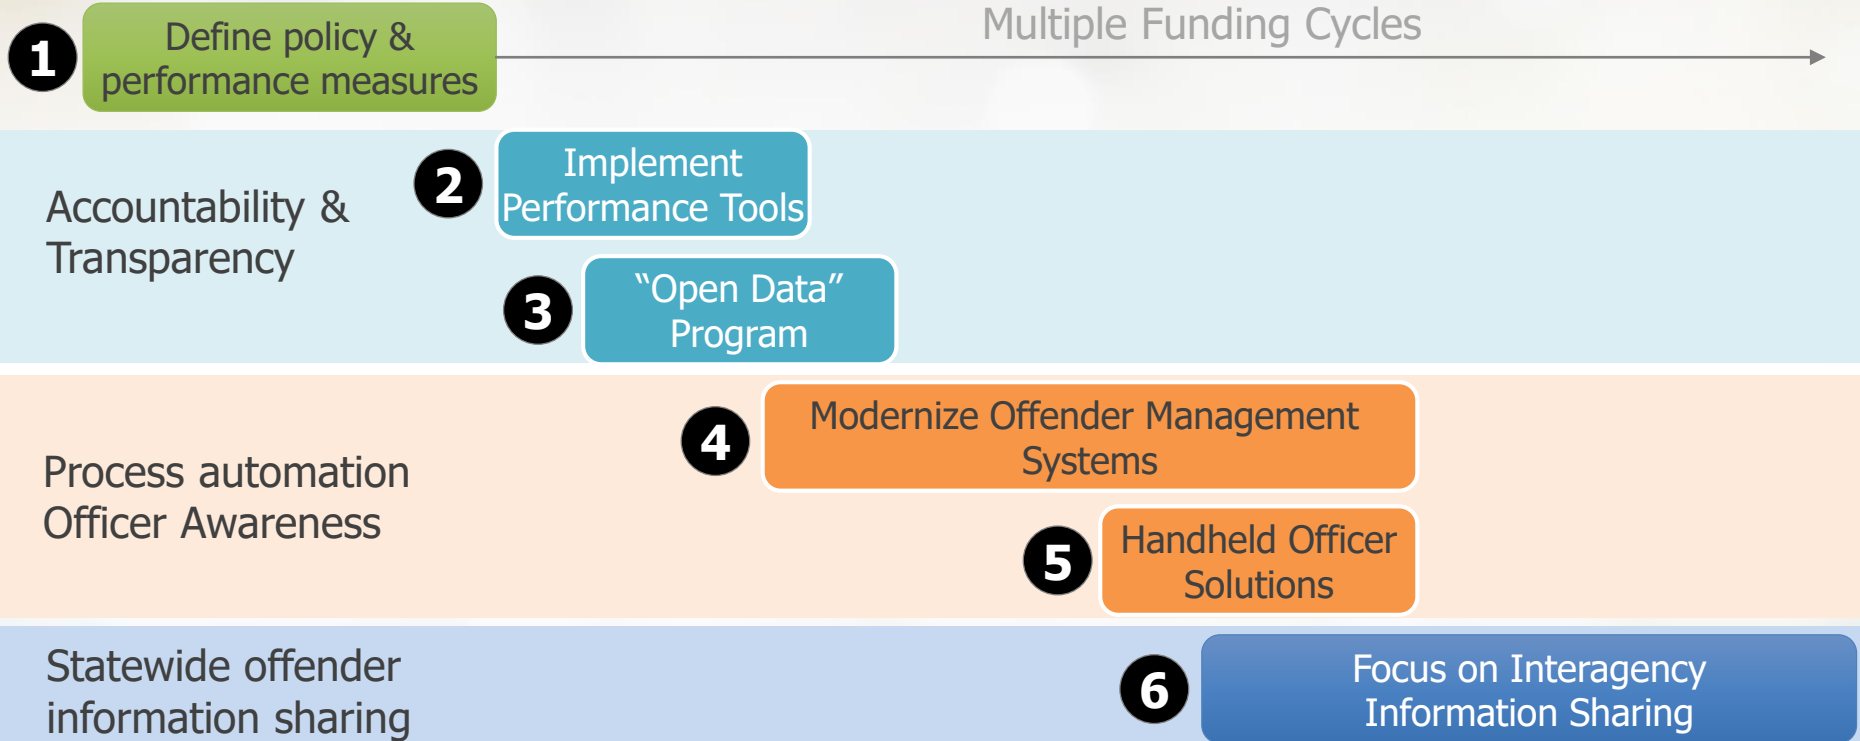 1
Define policy &
performance measures
Multiple Funding Cycles
Accountability &
Transparency
2
Implement
Performance Tools
3
“Open Data”
Program
Process automation
Officer Awareness
4
Modernize Offender Management
Systems
5
Handheld Officer
Solutions
Statewide offender
information sharing
6
Focus on Interagency
Information Sharing